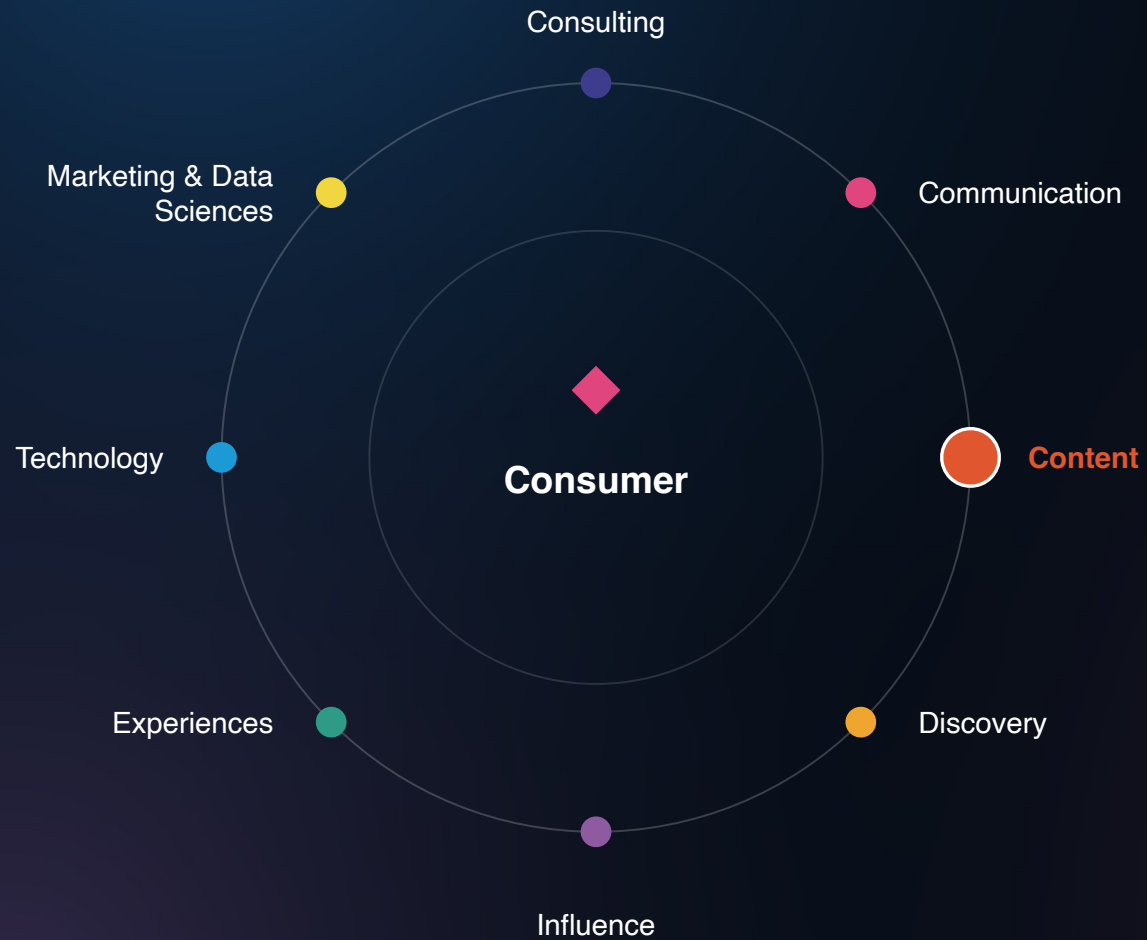 Consulting
Marketing & Data
Sciences
Communication
Technology
Consumer
Content
Experiences
Discovery
Influence